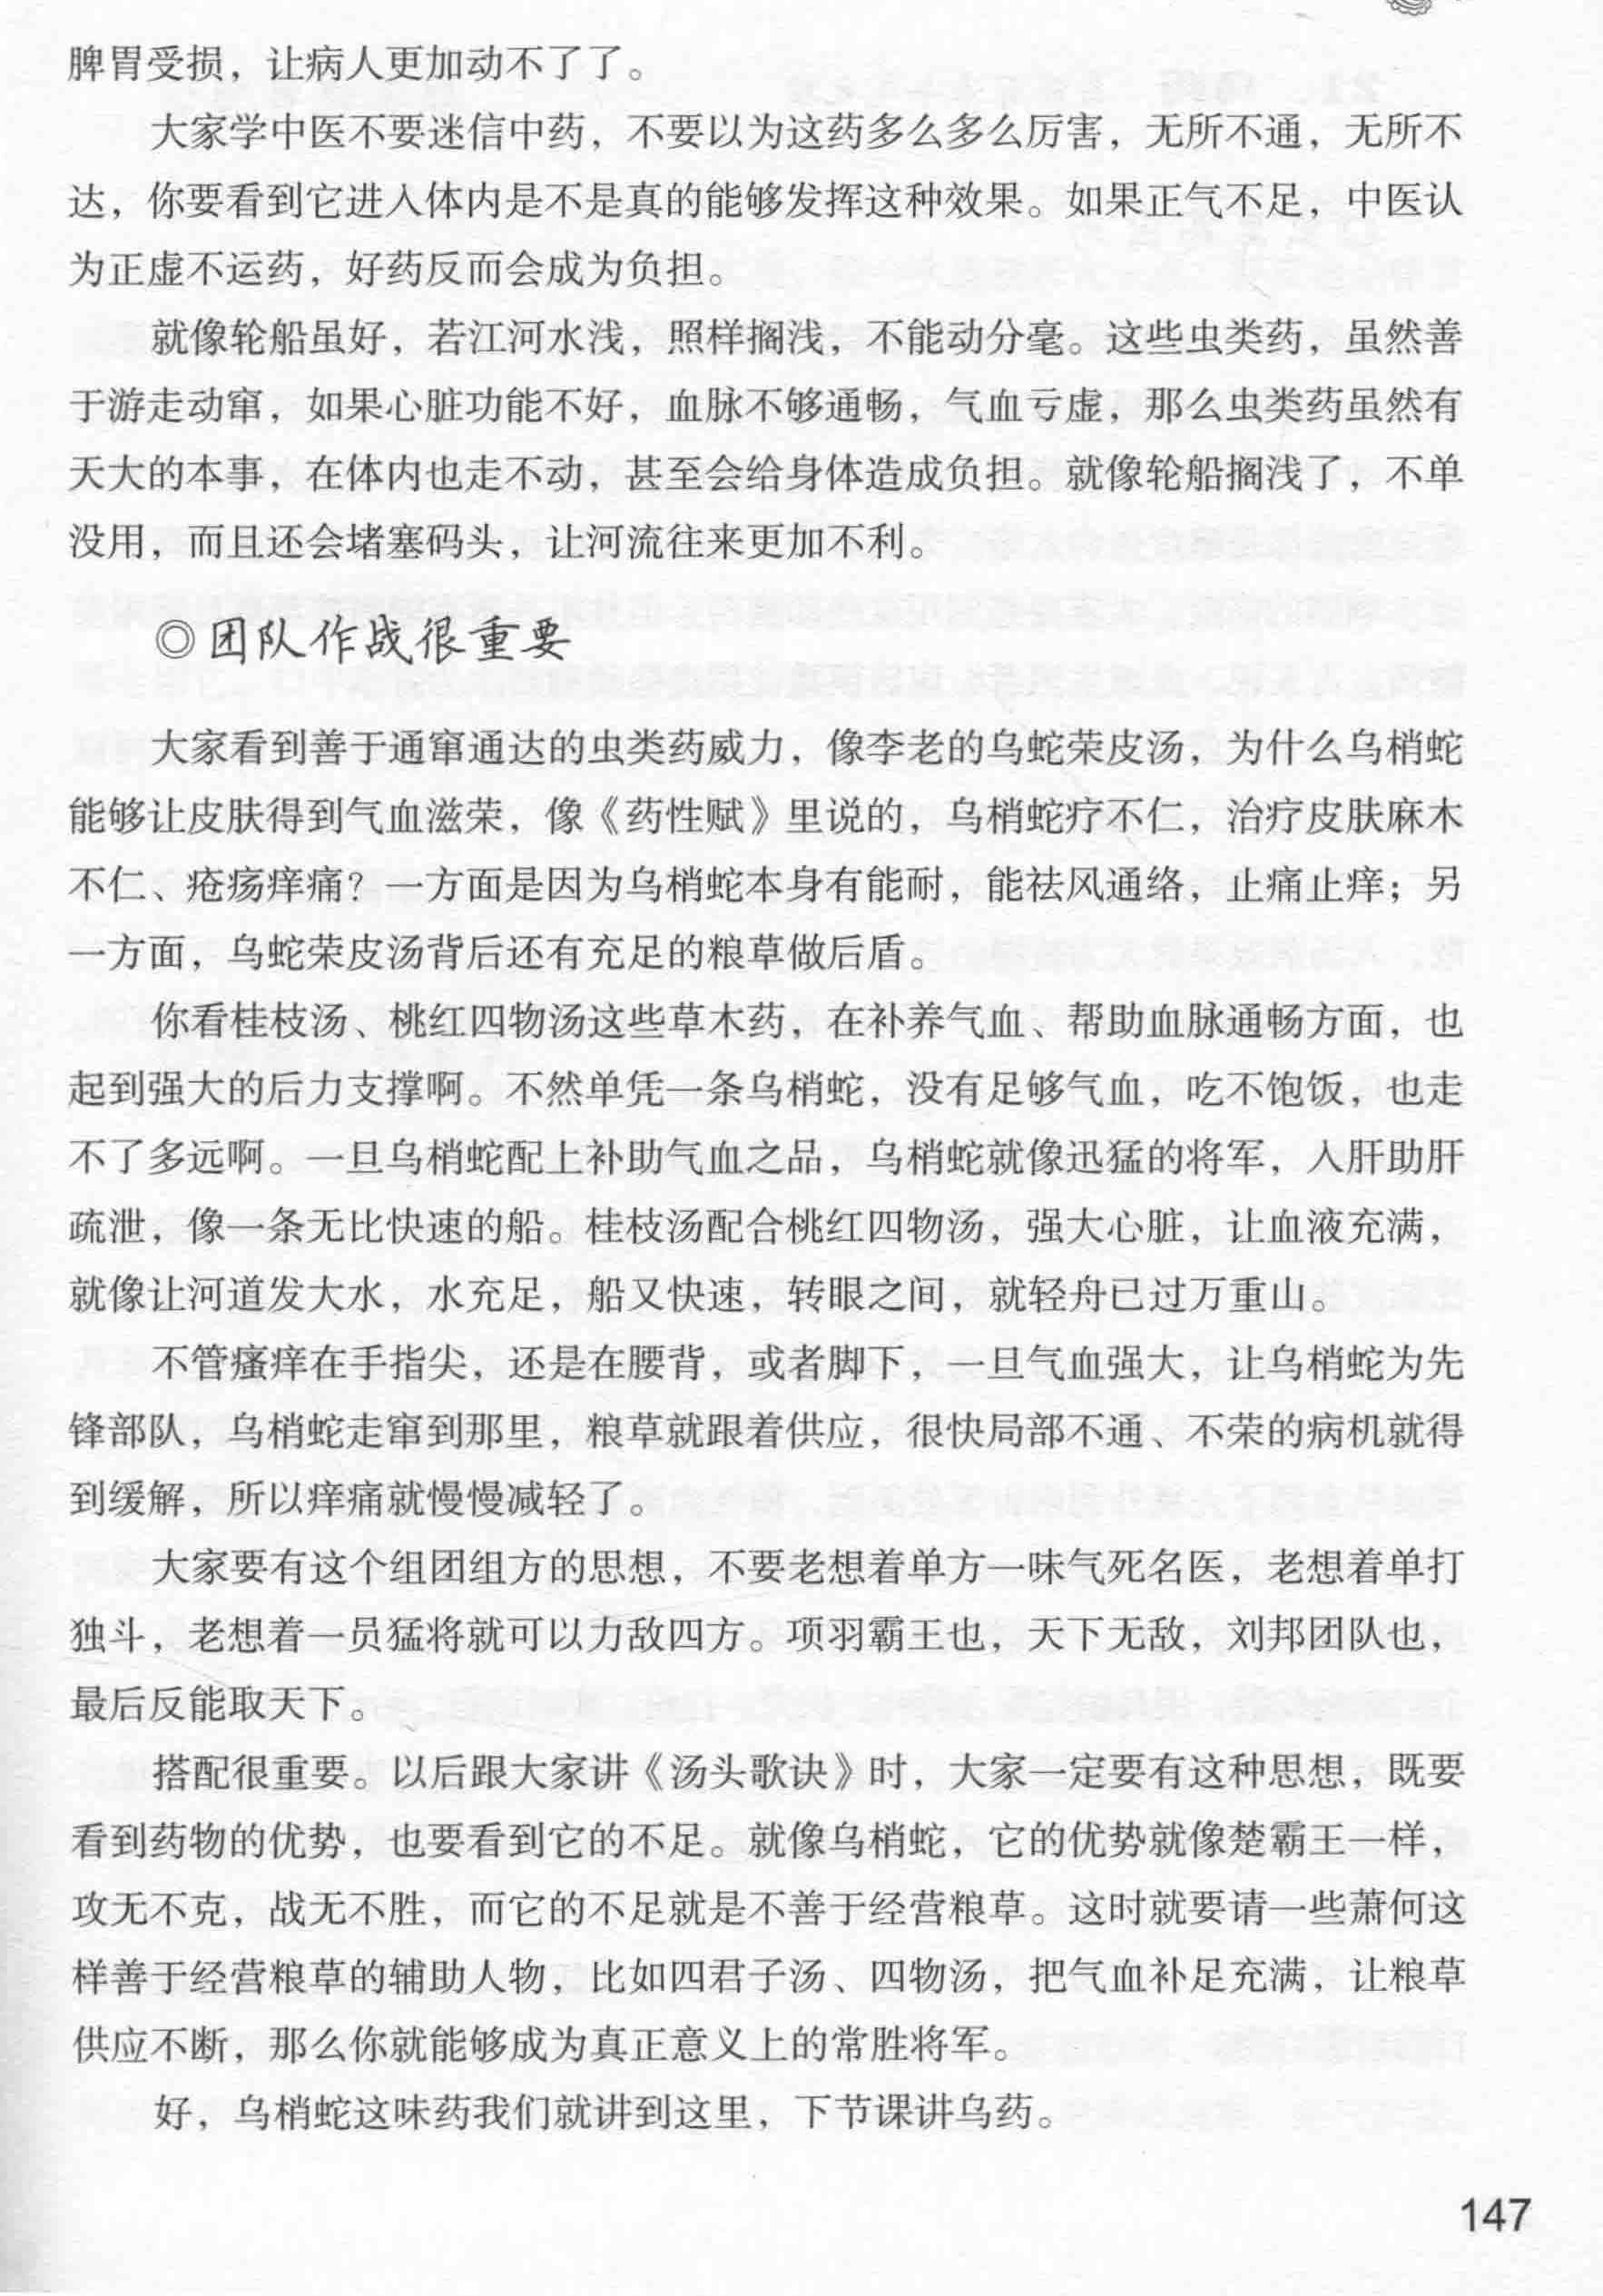 脾胃受损，让病人更加动不了了。
大家学中医不要迷信中药，不要以为这药多么多么厉害，无所不通，无所不
达，你要看到它进入体内是不是真的能够发挥这种效果。如果正气不足，中医认
为正虚不运药，好药反而会成为负担。
就像轮船虽好，若江河水浅，照样搁浅，不能动分毫。这些虫类药，虽然善
于游走动窜，如果心脏功能不好，血脉不够通畅，气血亏虚，那么虫类药虽然有
天大的本事，在体内也走不动，甚至会给身体造成负担。就像轮船搁浅了，不单
没用，而且还会堵塞码头，让河流往来更加不利。
◎团队作战很重要
大家看到善于通窜通达的虫类药威力，像李老的乌蛇荣皮汤，为什么乌梢蛇
能够让皮肤得到气血滋荣，像《药性赋》里说的，乌梢蛇疗不仁，治疗皮肤麻木
不仁、疮疡痒痛？一方面是因为乌梢蛇本身有能耐，能祛风通络，止痛止痒；另
一方面，乌蛇荣皮汤背后还有充足的粮草做后盾。
你看桂枝汤、桃红四物汤这些草木药，在补养气血、帮助血脉通畅方面，也
起到强大的后力支撑啊。不然单凭一条乌梢蛇，没有足够气血，吃不饱饭，也走
不了多远啊。一旦乌梢蛇配上补助气血之品，乌梢蛇就像迅猛的将军，入肝助肝
疏泄，像一条无比快速的船。桂枝汤配合桃红四物汤，强大心脏，让血液充满，
就像让河道发大水，水充足，船又快速，转眼之间，就轻舟已过万重山。
不管瘙痒在手指尖，还是在腰背，或者脚下，一旦气血强大，让乌梢蛇为先
锋部队，乌梢蛇走窜到那里，粮草就跟着供应，很快局部不通、不荣的病机就得
到缓解，所以痒痛就慢慢减轻了。
大家要有这个组团组方的思想，不要老想着单方一味气死名医，老想着单打
独斗，老想着一员猛将就可以力敌四方。项羽霸王也，天下无敌，刘邦团队也，
最后反能取天下。
搭配很重要。以后跟大家讲《汤头歌诀》时，大家一定要有这种思想，既要
看到药物的优势，也要看到它的不足。就像乌梢蛇，它的优势就像楚霸王一样，
攻无不克，战无不胜，而它的不足就是不善于经营粮草。这时就要请一些萧何这
样善于经营粮草的辅助人物，比如四君子汤、四物汤，把气血补足充满，让粮草
供应不断，那么你就能够成为真正意义上的常胜将军。
好，乌梢蛇这味药我们就讲到这里，下节课讲乌药。
147